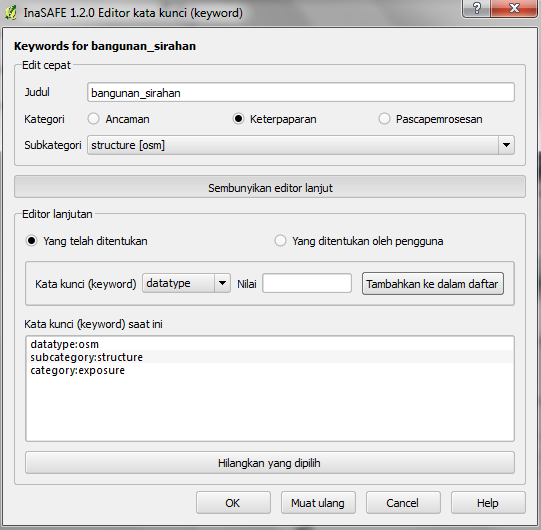 InaSAFE 1.2.0 Editor kata kunci (keyword)
Keywords for bangunan_sirahan
Edit cepat
Judul bangunan_sirahan
Kategori Ancaman Keterpaparan Pascapemrosesan
Subkategori structure [osm]
Sembunyikan editor lanjut
Editor lanjutan
Yang telah ditentukan Yang ditentukan oleh pengguna
Kata kunci (keyword) datatype Nilai Tambahkan ke dalam daftar
Kata kunci (keyword) saat ini
datatype:osm
subcategory:structure
category:exposure
Hilangkan yang dipilih
OK Muat ulang Cancel Help